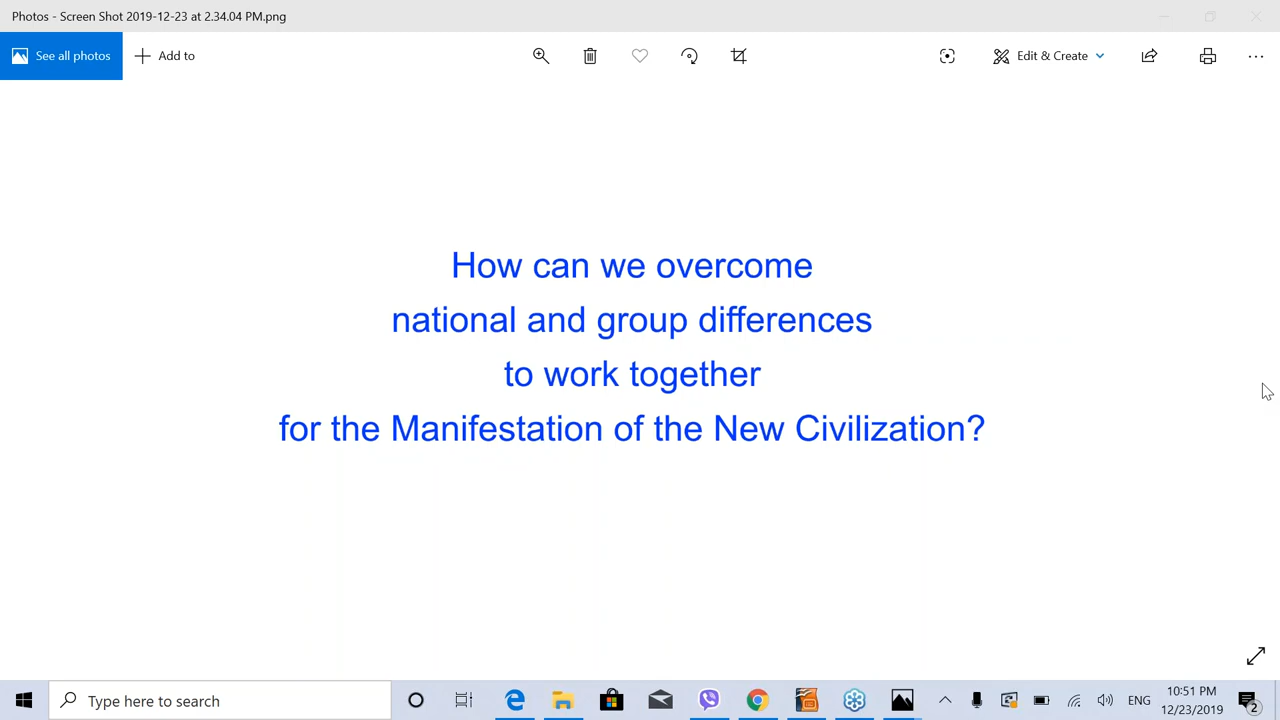 Photos - Screen Shot 2019-12-23 at 2.34.04 PM.png
See all photos
Add to
Edit & Create
How can we overcome
national and group differences
to work together
for the Manifestation of the New Civilization?
Type here to search
ENG
10:51 PM
12/23/2019
2